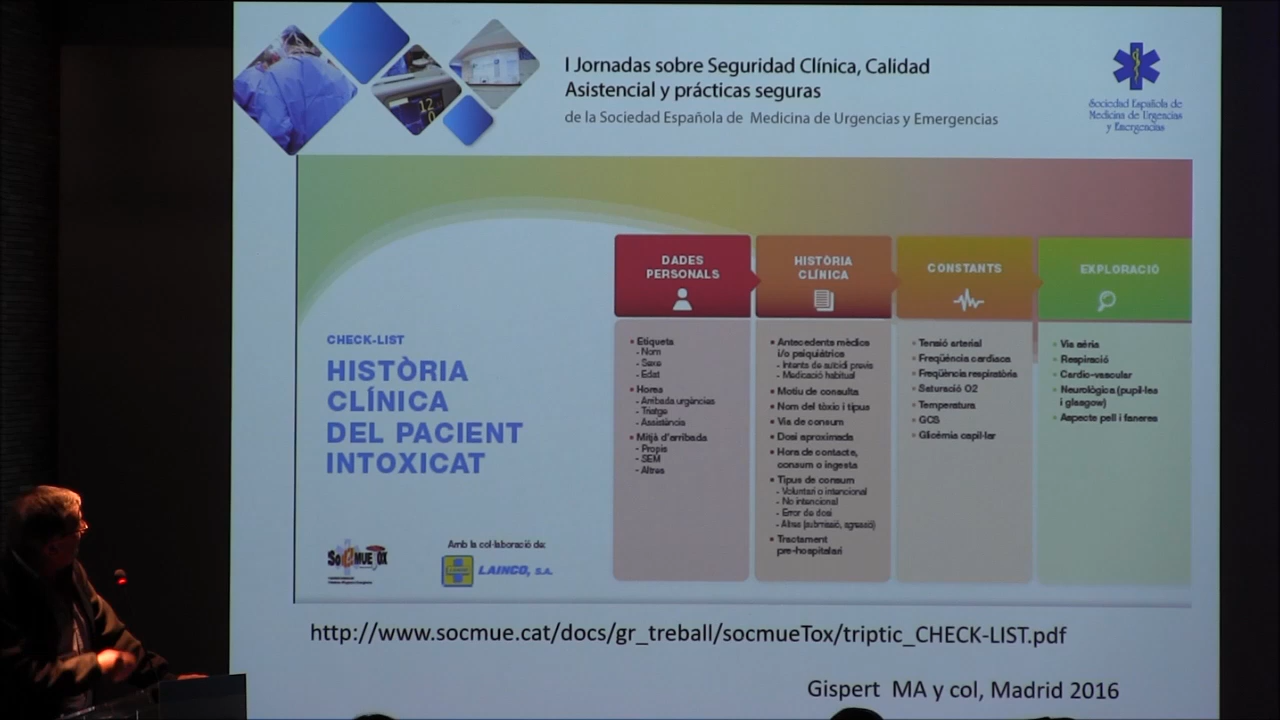 I Jornadas sobre Seguridad Clínica, Calidad
Asistencial y prácticas seguras
de la Sociedad Española de Medicina de Urgencias y Emergencias
Sociedad Española de
Medicina de Urgencias
y Emergencias
12
CHECK-LIST
HISTÒRIA
CLÍNICA
DEL PACIENT
INTOXICAT
Amb la col·laboració de:
LAINCO, S.A.
DADES
PERSONALS
• Etiqueta
- Nom
- Sexe
- Edat
• Hores
- Arribada urgències
- Triatge
- Assistència
• Mitjà d'arribada
- Propis
- SEM
- Altres
HISTÒRIA
CLÍNICA
• Antecedents mèdics
i/o psiquiàtrics
- Intents de suïcidi previs
- Medicació habitual
• Motiu de consulta
• Nom del tòxic i tipus
• Via de consum
• Dosi aproximada
• Hora de contacte,
consum o ingesta
• Tipus de consum
- Voluntari o intencional
- No intencional
- Error de dosi
- Altres (submissió, agressió)
• Tractament
pre-hospitalari
CONSTANTS
• Tensió arterial
• Freqüència cardíaca
• Freqüència respiratòria
• Saturació O2
• Temperatura
• GCS
• Glicèmia capil·lar
EXPLORACIÓ
• Via aèria
• Respiració
• Cardio-vascular
• Neurològica (pupil·les
i glasgow)
• Aspecte pell i faneres
http://www.socmue.cat/docs/gr_treball/socmueTox/triptic_CHECK-LIST.pdf
Gispert MA y col, Madrid 2016